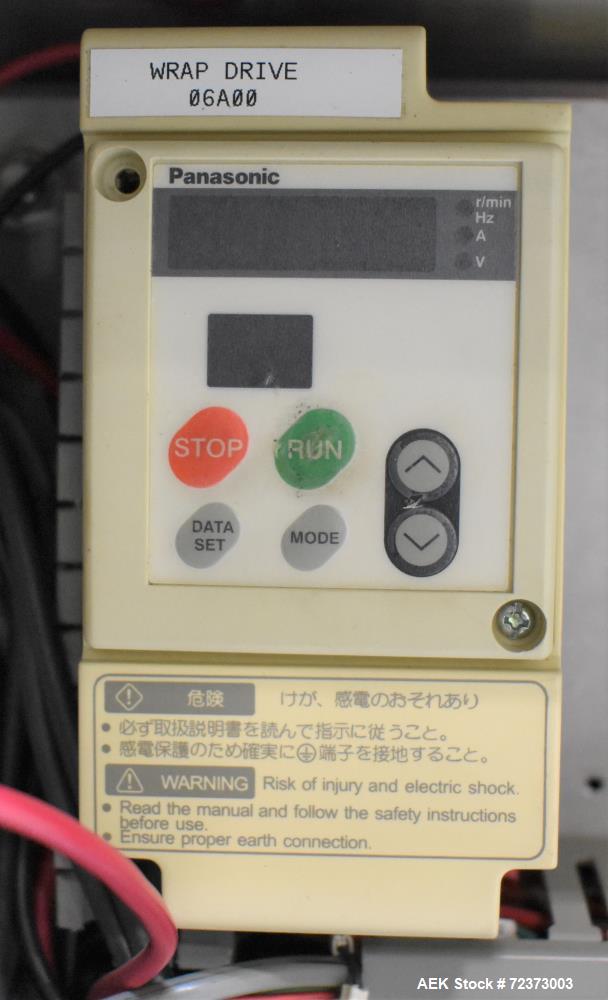 WRAP DRIVE
06A00
Panasonic
r/min
Hz
A
V
STOP
RUN
DATA
SET
MODE
危険 けが、感電のおそれあり
• 必ず取扱説明書を読んで指示に従うこと。
• 感電保護のため確実に⏚端子を接地すること。
WARNING Risk of injury and electric shock.
• Read the manual and follow the safety instructions
before use.
• Ensure proper earth connection.
AEK Stock # 72373003